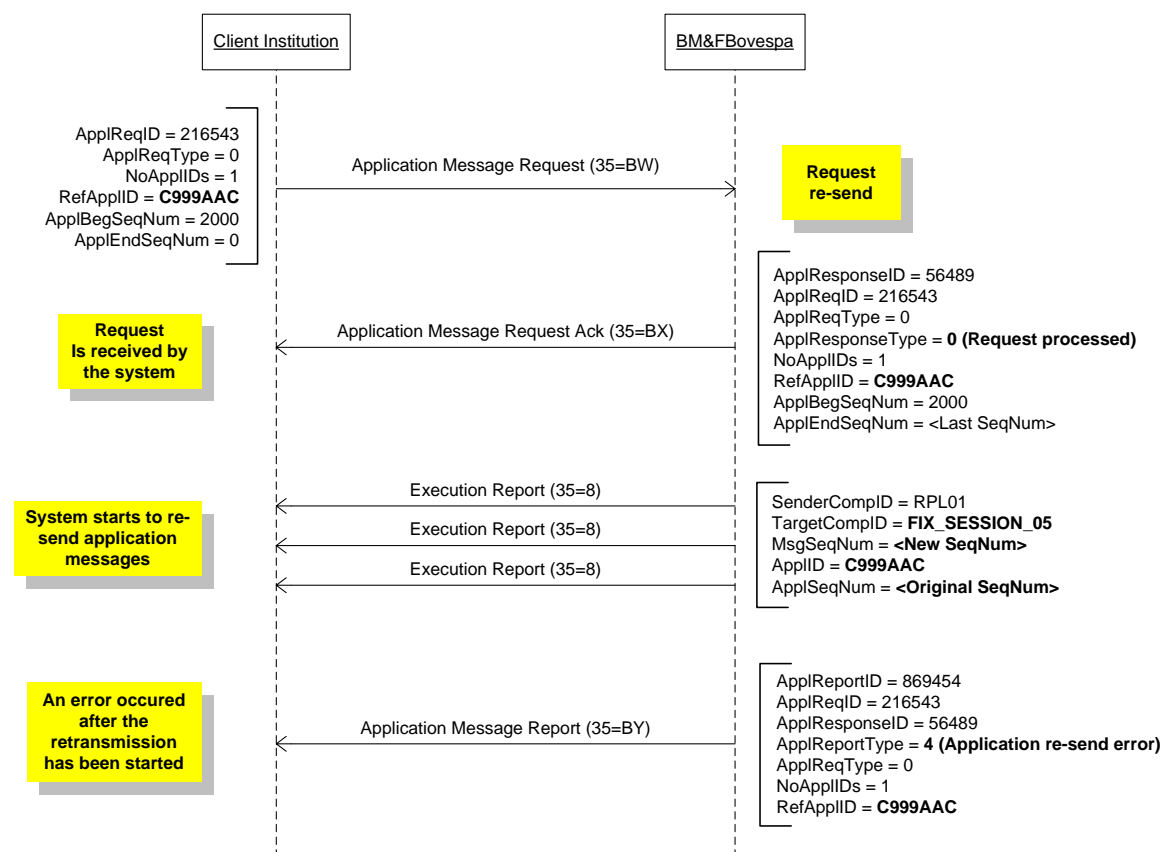 Client Institution
BM&FBovespa
ApplReqID = 216543
ApplReqType = 0
NoApplIDs = 1
RefApplID = C999AAC
ApplBegSeqNum = 2000
ApplEndSeqNum = 0
Application Message Request (35=BW)
Request
re-send
Request
Is received by
the system
Application Message Request Ack (35=BX)
ApplResponseID = 56489
ApplReqID = 216543
ApplReqType = 0
ApplResponseType = 0 (Request processed)
NoApplIDs = 1
RefApplID = C999AAC
ApplBegSeqNum = 2000
ApplEndSeqNum = <Last SeqNum>
System starts to re-
send application
messages
Execution Report (35=8)
Execution Report (35=8)
Execution Report (35=8)
SenderCompID = RPL01
TargetCompID = FIX_SESSION_05
MsgSeqNum = <New SeqNum>
ApplID = C999AAC
ApplSeqNum = <Original SeqNum>
An error occured
after the
retransmission
has been started
Application Message Report (35=BY)
ApplReportID = 869454
ApplReqID = 216543
ApplResponseID = 56489
ApplReportType = 4 (Application re-send error)
ApplReqType = 0
NoApplIDs = 1
RefApplID = C999AAC